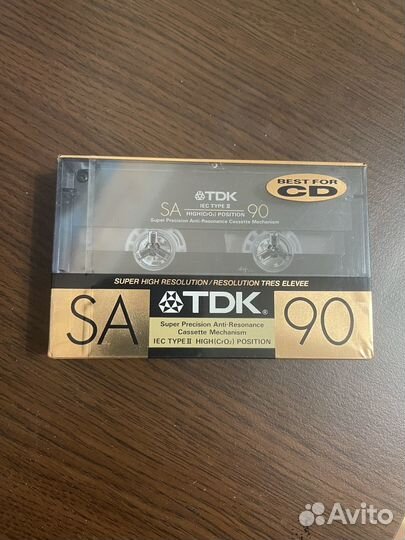 BEST FOR
CD
TDK
IEC TYPE II
SA HIGH(CrO₂) POSITION 90
Super Precision Anti-Resonance Cassette Mechanism
SUPER HIGH RESOLUTION/RESOLUTION TRES ELEVEE
SA TDK® 90
Super Precision Anti-Resonance
Cassette Mechanism
IEC TYPE II HIGH(CrO₂) POSITION
Avito